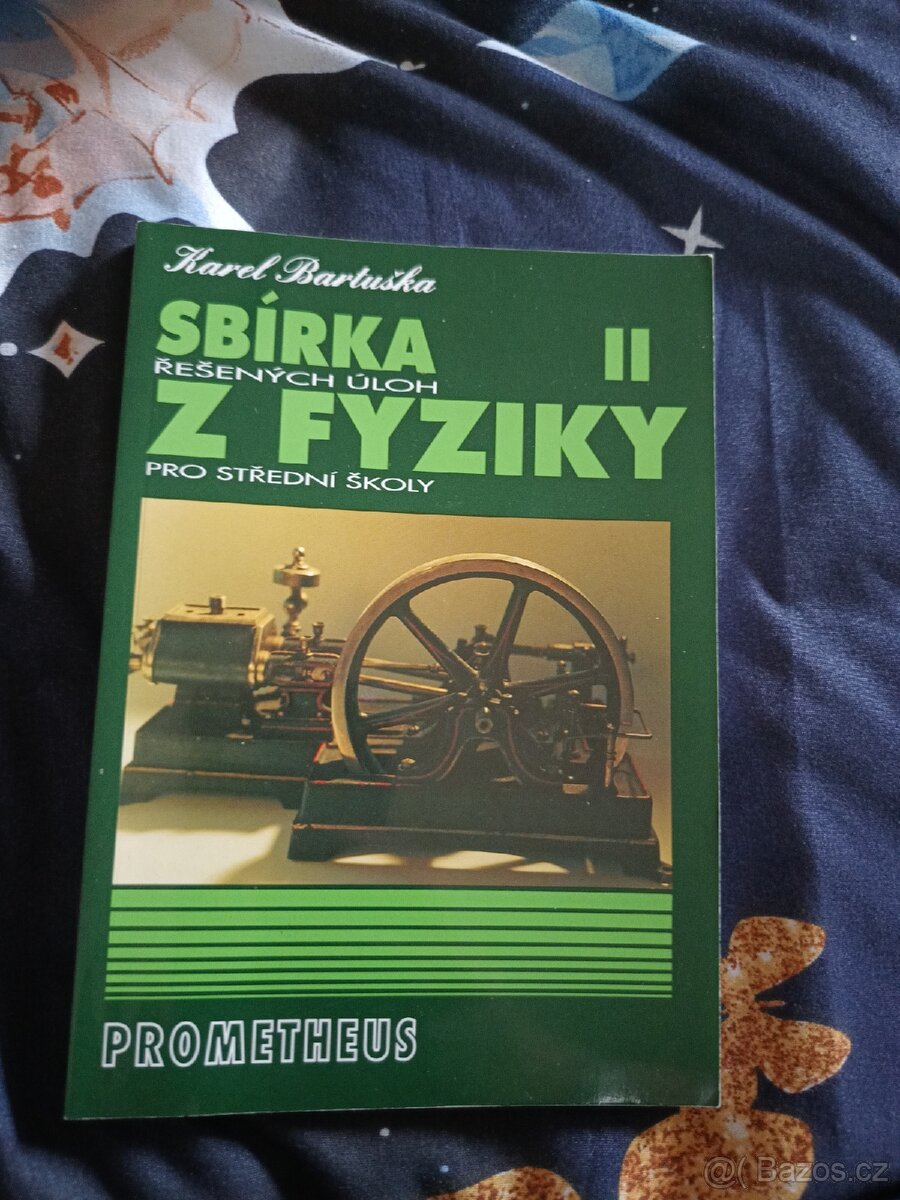 Karel Bartuška
SBÍRKA II
ŘEŠENÝCH ÚLOH
Z FYZIKY
PRO STŘEDNÍ ŠKOLY
PROMETHEUS
@( Bazos.cz